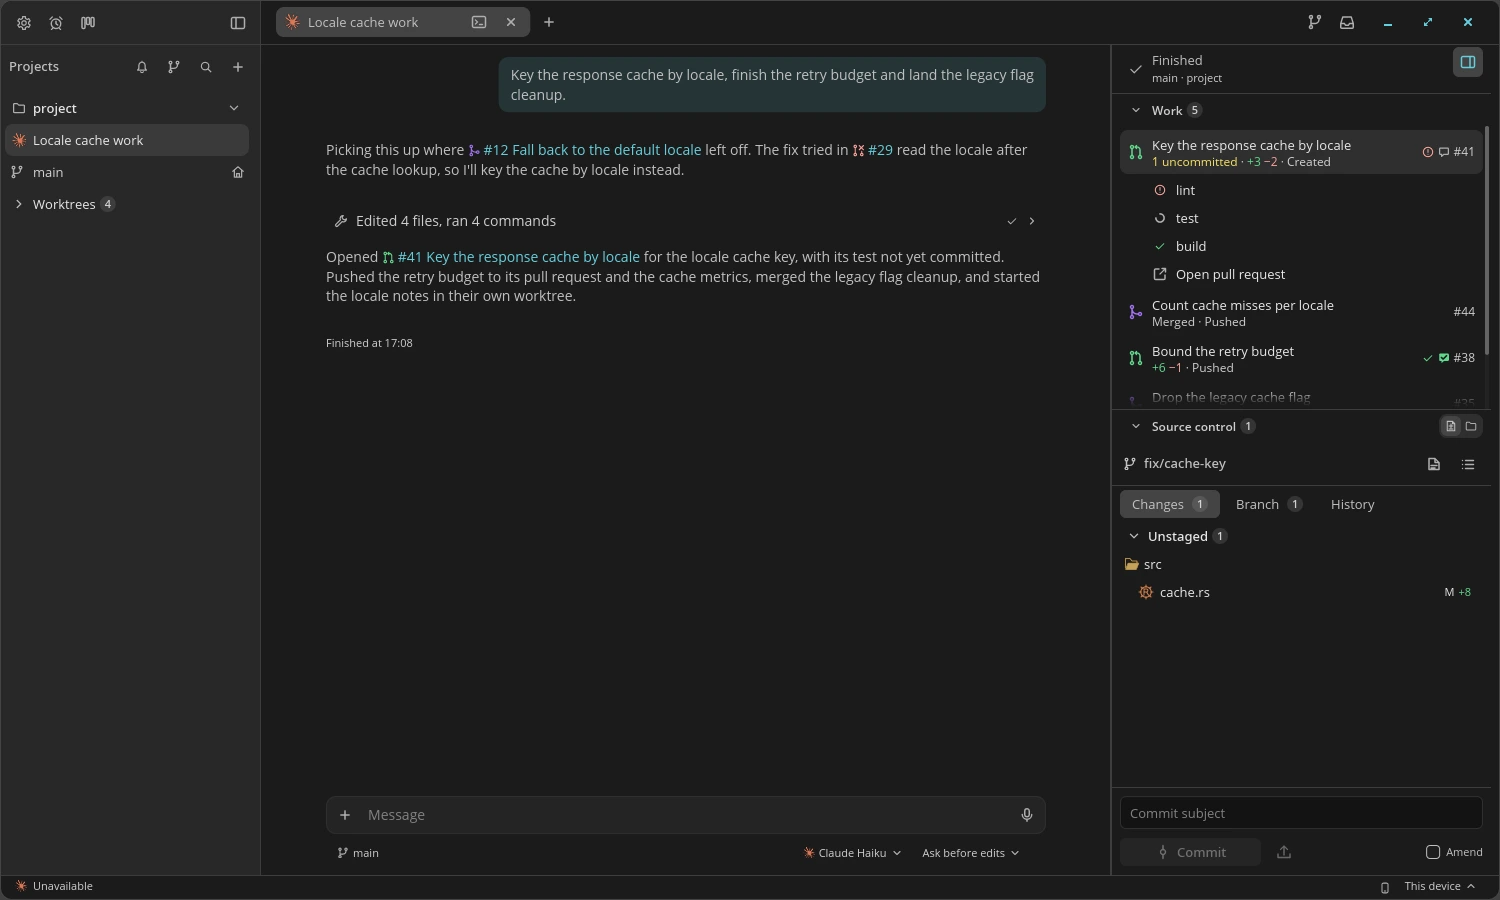 Locale cache work
Projects
project
Locale cache work
main
Worktrees 4
Key the response cache by locale, finish the retry budget and land the legacy flag
cleanup.
Picking this up where #12 Fall back to the default locale left off. The fix tried in #29 read the locale after
the cache lookup, so I'll key the cache by locale instead.
Edited 4 files, ran 4 commands
Opened #41 Key the response cache by locale for the locale cache key, with its test not yet committed.
Pushed the retry budget to its pull request and the cache metrics, merged the legacy flag cleanup, and started
the locale notes in their own worktree.
Finished at 17:08
Message
main
Claude Haiku
Ask before edits
Finished
main · project
Work 5
Key the response cache by locale
1 uncommitted · +3 −2 · Created
#41
lint
test
build
Open pull request
Count cache misses per locale
Merged · Pushed
#44
Bound the retry budget
+6 −1 · Pushed
#38
Drop the legacy cache flag
#35
Source control 1
fix/cache-key
Changes 1
Branch 1
History
Unstaged 1
src
cache.rs
M +8
Commit subject
Commit
Amend
Unavailable
This device